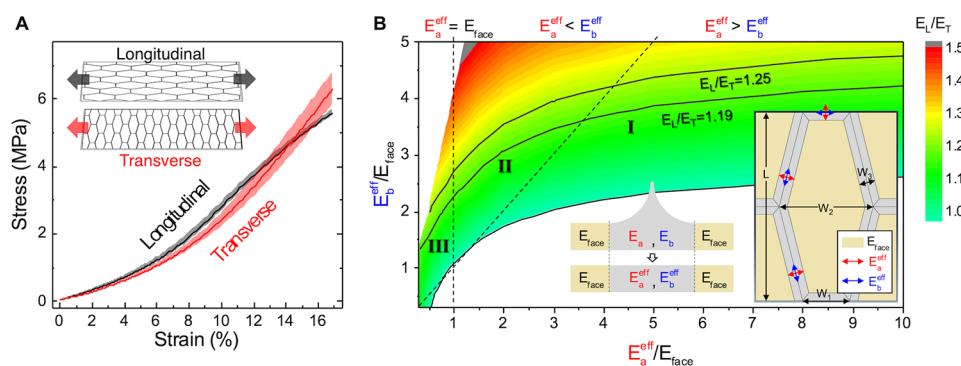 A
Longitudinal
Transverse
Longitudinal
Transverse
Stress (MPa)
6
4
2
0
0 2 4 6 8 10 12 14 16 18
Strain (%)
B
E_a^eff = E_face
E_a^eff < E_b^eff
E_a^eff > E_b^eff
E_L/E_T
E_b^eff/E_face
5
4
3
2
1
E_L/E_T=1.25
E_L/E_T=1.19
I
II
III
E_face E_a , E_b E_face
E_face E_a^eff , E_b^eff E_face
L
W_3
W_2
W_1
E_face
E_a^eff
E_b^eff
1 2 3 4 5 6 7 8 9 10
E_a^eff/E_face
1.5
1.4
1.3
1.2
1.1
1.0